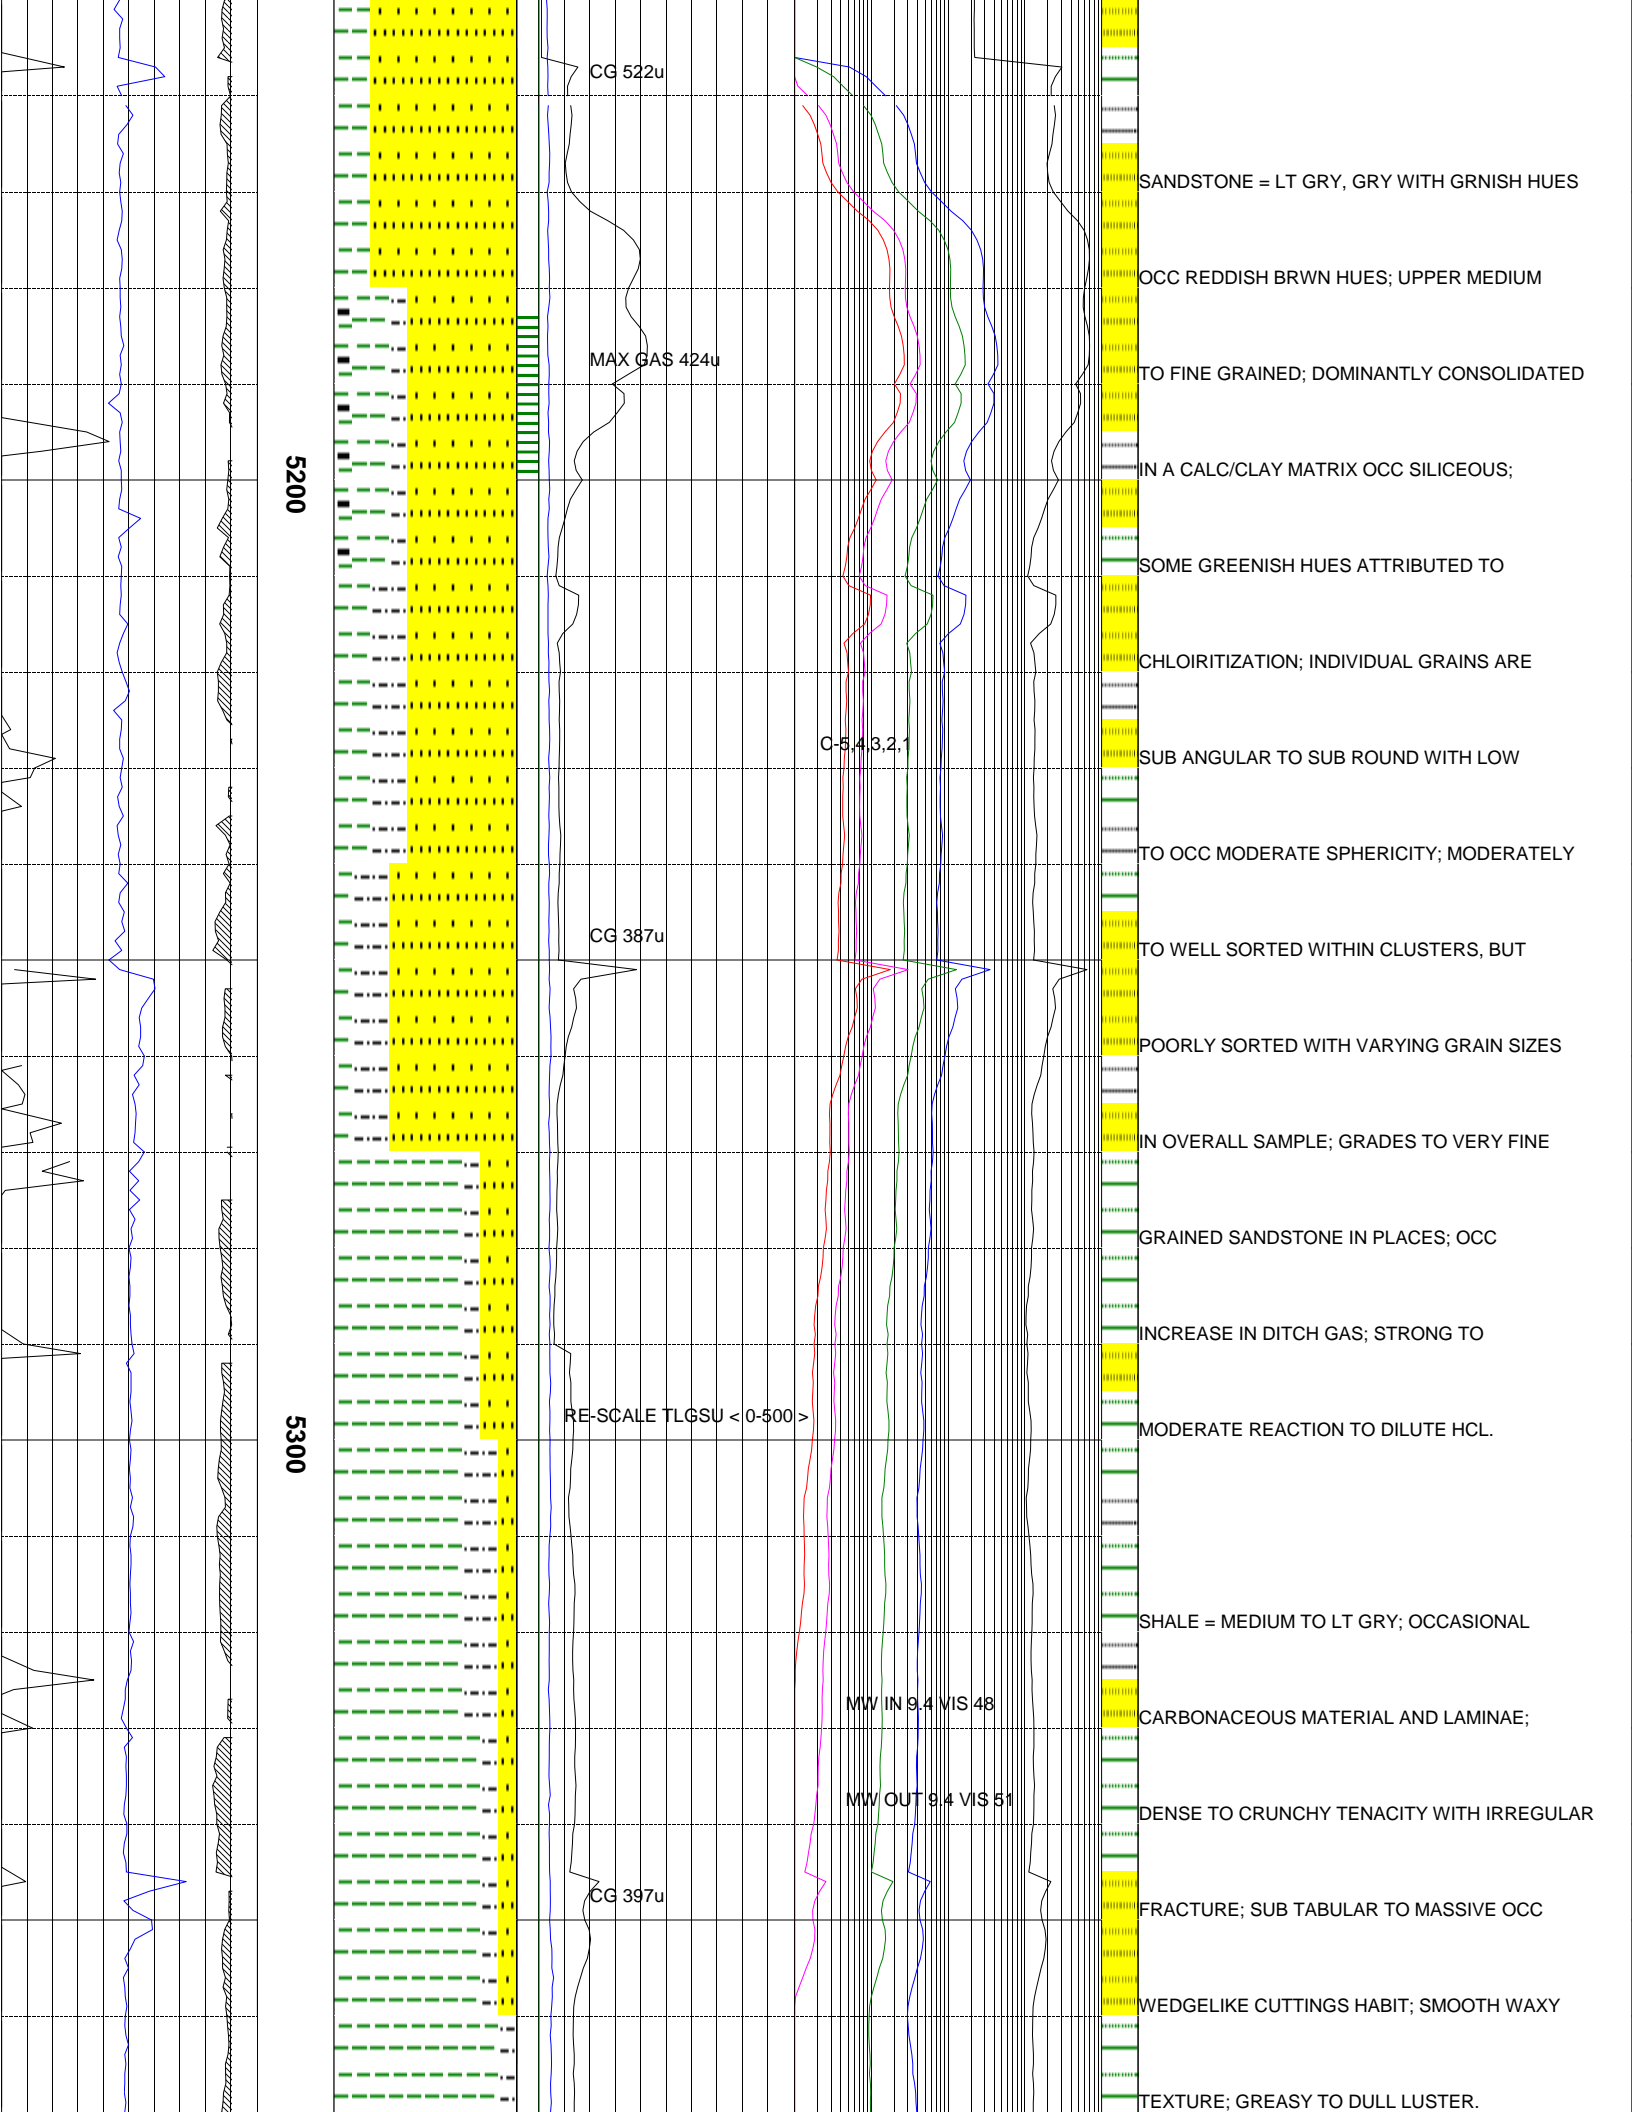 CG 522u
SANDSTONE = LT GRY, GRY WITH GRNISH HUES
OCC REDDISH BRWN HUES; UPPER MEDIUM
MAX GAS 424u
TO FINE GRAINED; DOMINANTLY CONSOLIDATED
5200
IN A CALC/CLAY MATRIX OCC SILICEOUS;
SOME GREENISH HUES ATTRIBUTED TO
CHLOIRITIZATION; INDIVIDUAL GRAINS ARE
C-5,4,3,2,1
SUB ANGULAR TO SUB ROUND WITH LOW
TO OCC MODERATE SPHERICITY; MODERATELY
CG 387u
TO WELL SORTED WITHIN CLUSTERS, BUT
POORLY SORTED WITH VARYING GRAIN SIZES
IN OVERALL SAMPLE; GRADES TO VERY FINE
GRAINED SANDSTONE IN PLACES; OCC
INCREASE IN DITCH GAS; STRONG TO
RE-SCALE TLGSU < 0-500 >
MODERATE REACTION TO DILUTE HCL.
5300
SHALE = MEDIUM TO LT GRY; OCCASIONAL
MW IN 9.4 VIS 48
CARBONACEOUS MATERIAL AND LAMINAE;
MW OUT 9.4 VIS 51
DENSE TO CRUNCHY TENACITY WITH IRREGULAR
CG 397u
FRACTURE; SUB TABULAR TO MASSIVE OCC
WEDGELIKE CUTTINGS HABIT; SMOOTH WAXY
TEXTURE; GREASY TO DULL LUSTER.